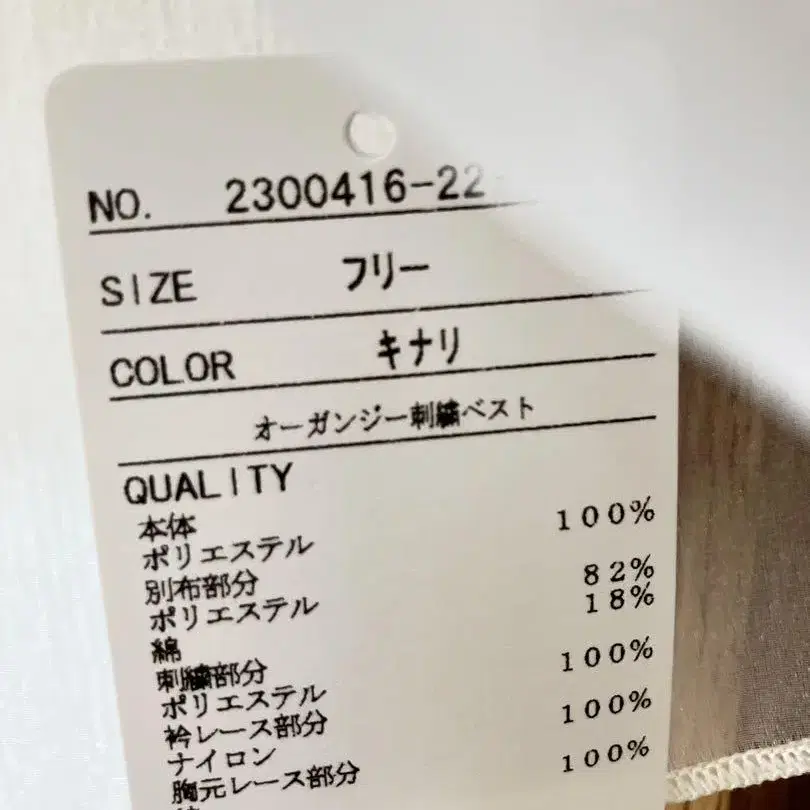 NO. 2300416-22
SIZE フリー
COLOR キナリ
オーガンジー刺繍ベスト
QUALITY
本体
ポリエステル 100%
別布部分
ポリエステル 82%
綿 18%
刺繍部分
ポリエステル 100%
衿レース部分
ナイロン 100%
胸元レース部分
100%